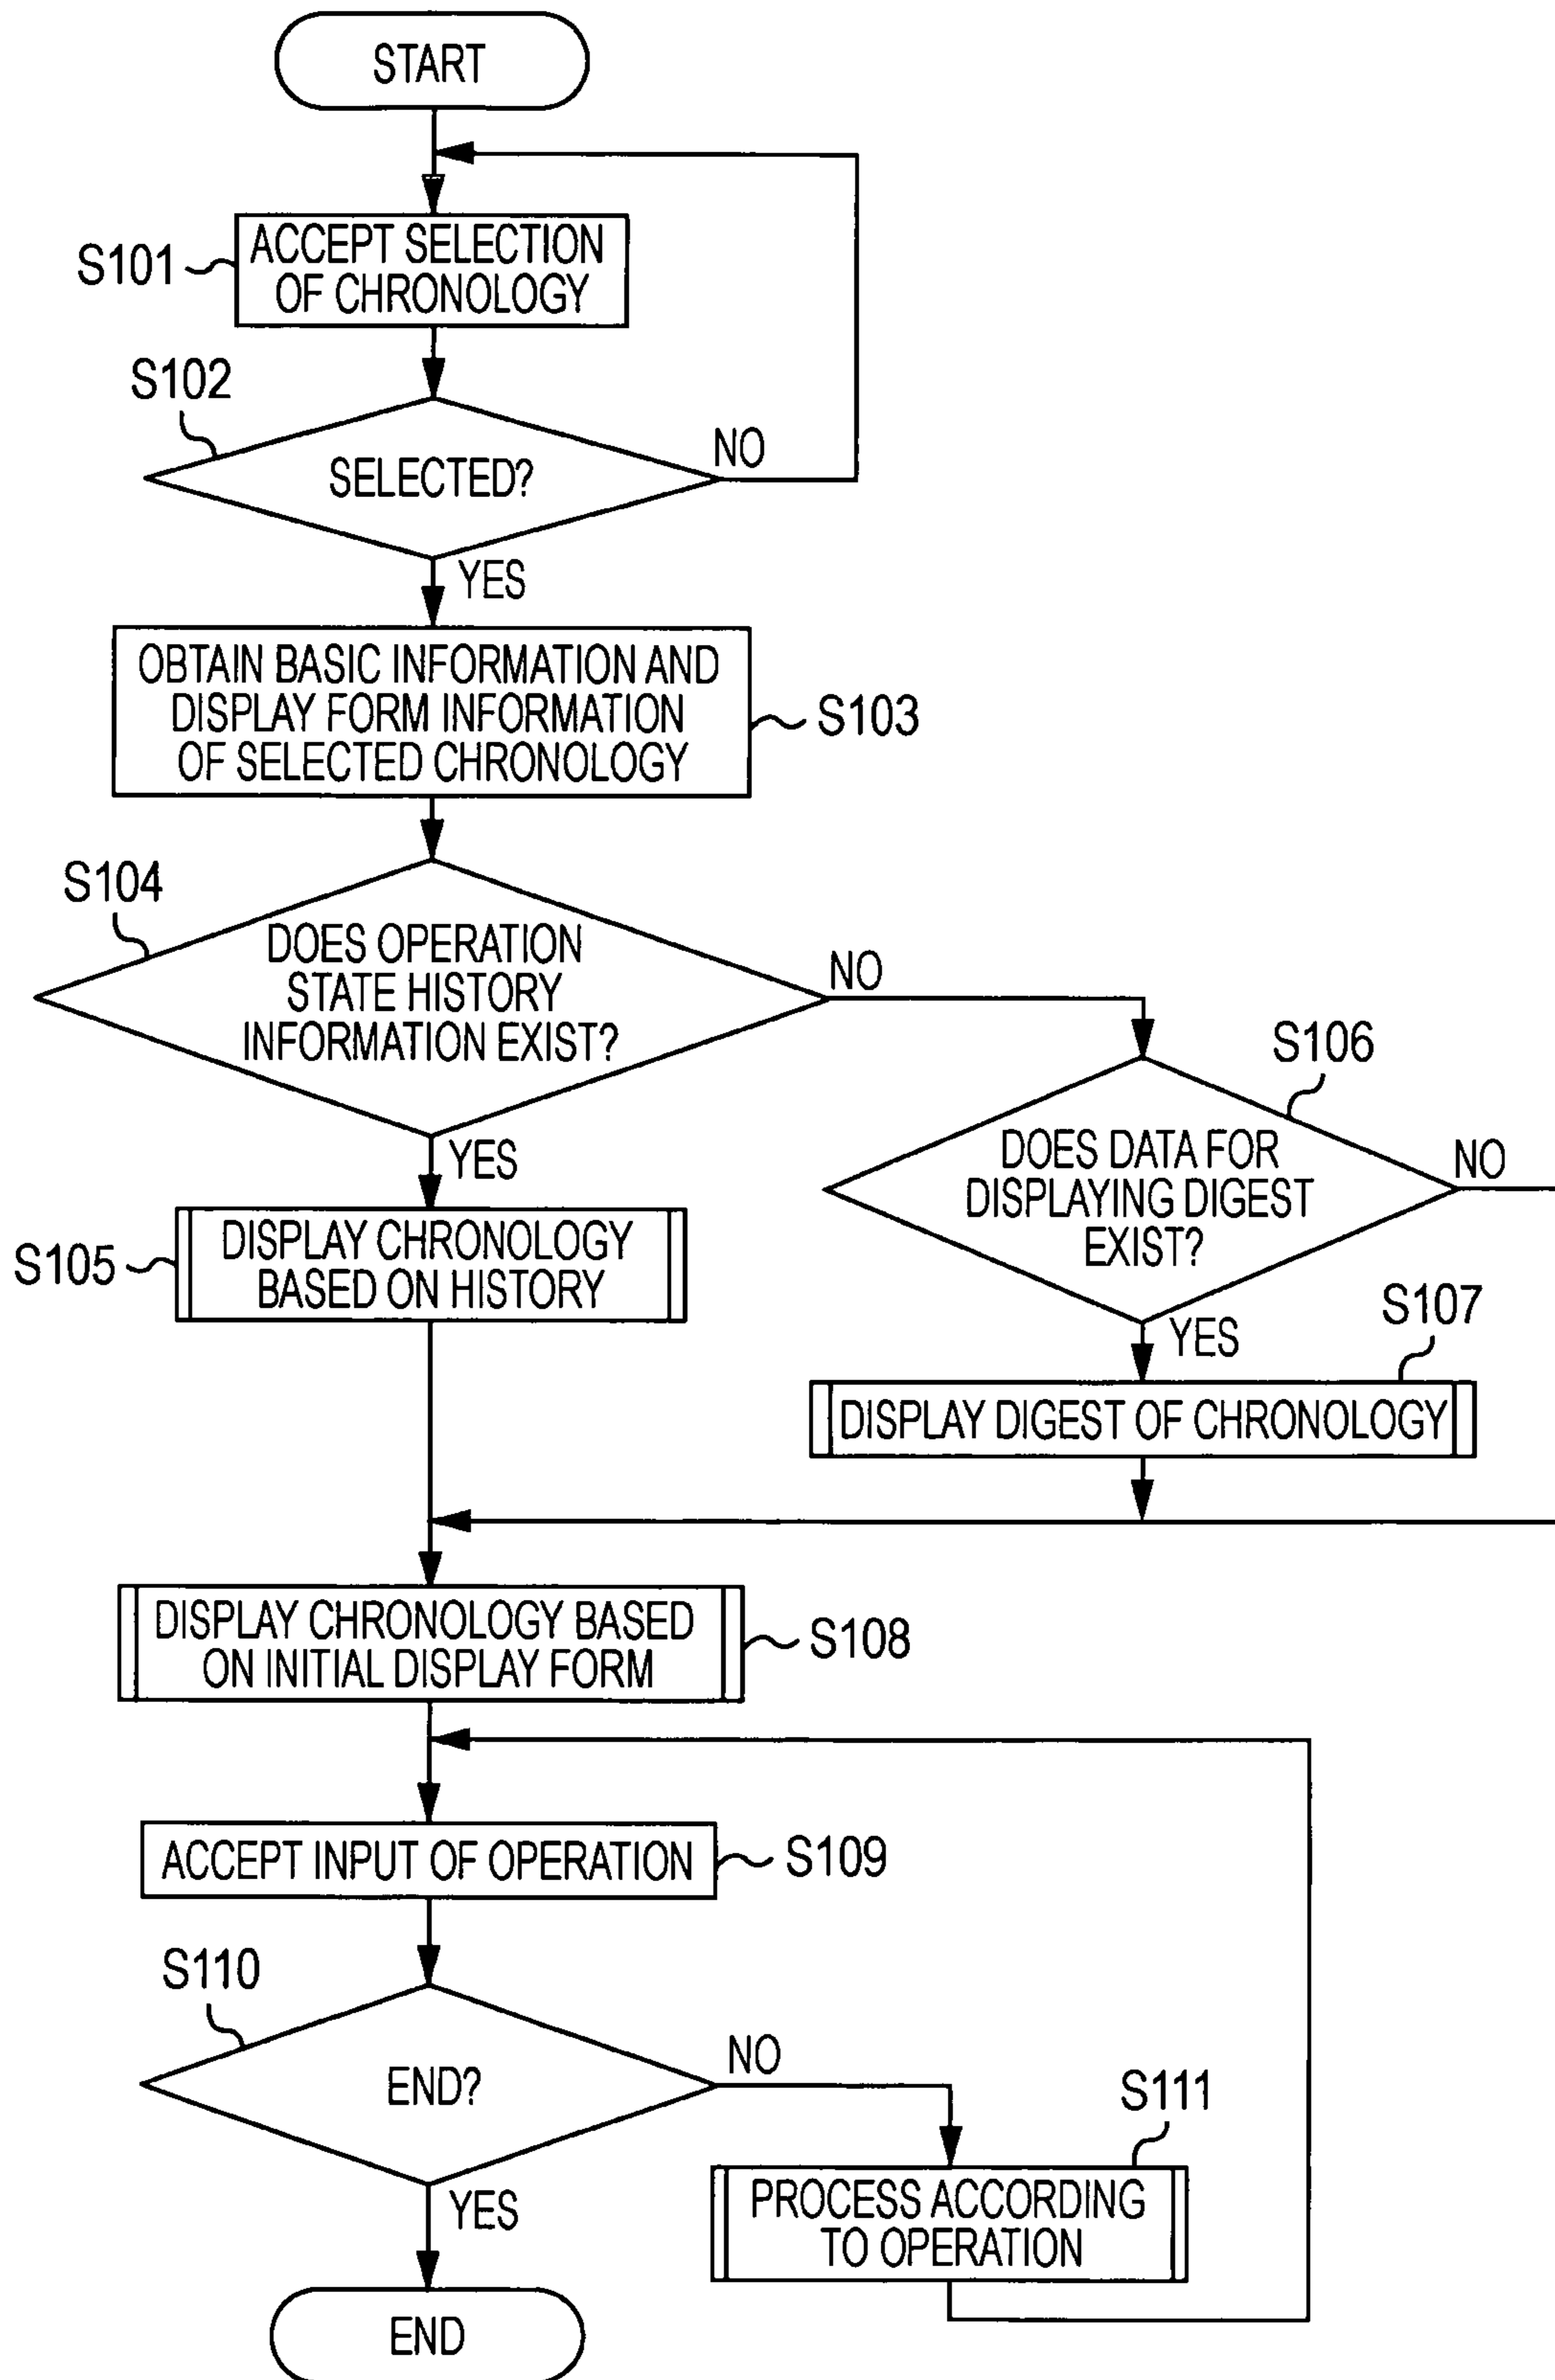 START
S101
ACCEPT SELECTION
OF CHRONOLOGY
S102
SELECTED?
NO
YES
OBTAIN BASIC INFORMATION AND
DISPLAY FORM INFORMATION
OF SELECTED CHRONOLOGY
S103
S104
DOES OPERATION
STATE HISTORY
INFORMATION EXIST?
NO
YES
S105
DISPLAY CHRONOLOGY
BASED ON HISTORY
S106
DOES DATA FOR
DISPLAYING DIGEST
EXIST?
NO
YES
S107
DISPLAY DIGEST OF CHRONOLOGY
DISPLAY CHRONOLOGY BASED
ON INITIAL DISPLAY FORM
S108
ACCEPT INPUT OF OPERATION
S109
S110
END?
NO
YES
S111
PROCESS ACCORDING
TO OPERATION
END